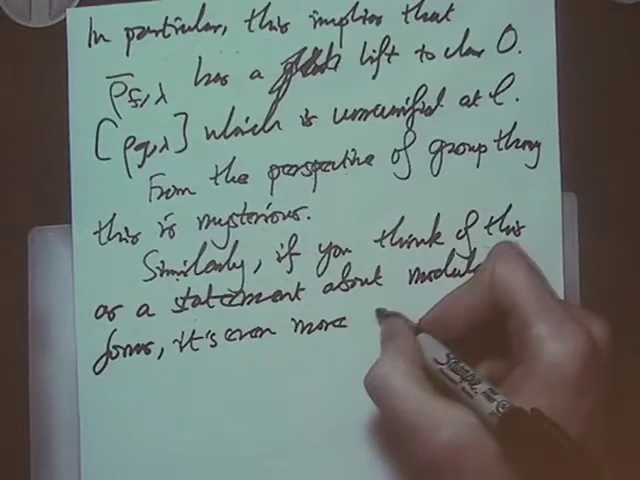 In particular, this implies that
ρ̄_{f,λ} has a lift to char 0.
[ρ_{g,λ}] which is unramified at ℓ.
From the perspective of group theory
this is mysterious.
Similarly, if you think of this
as a statement about modular
forms, it's even more